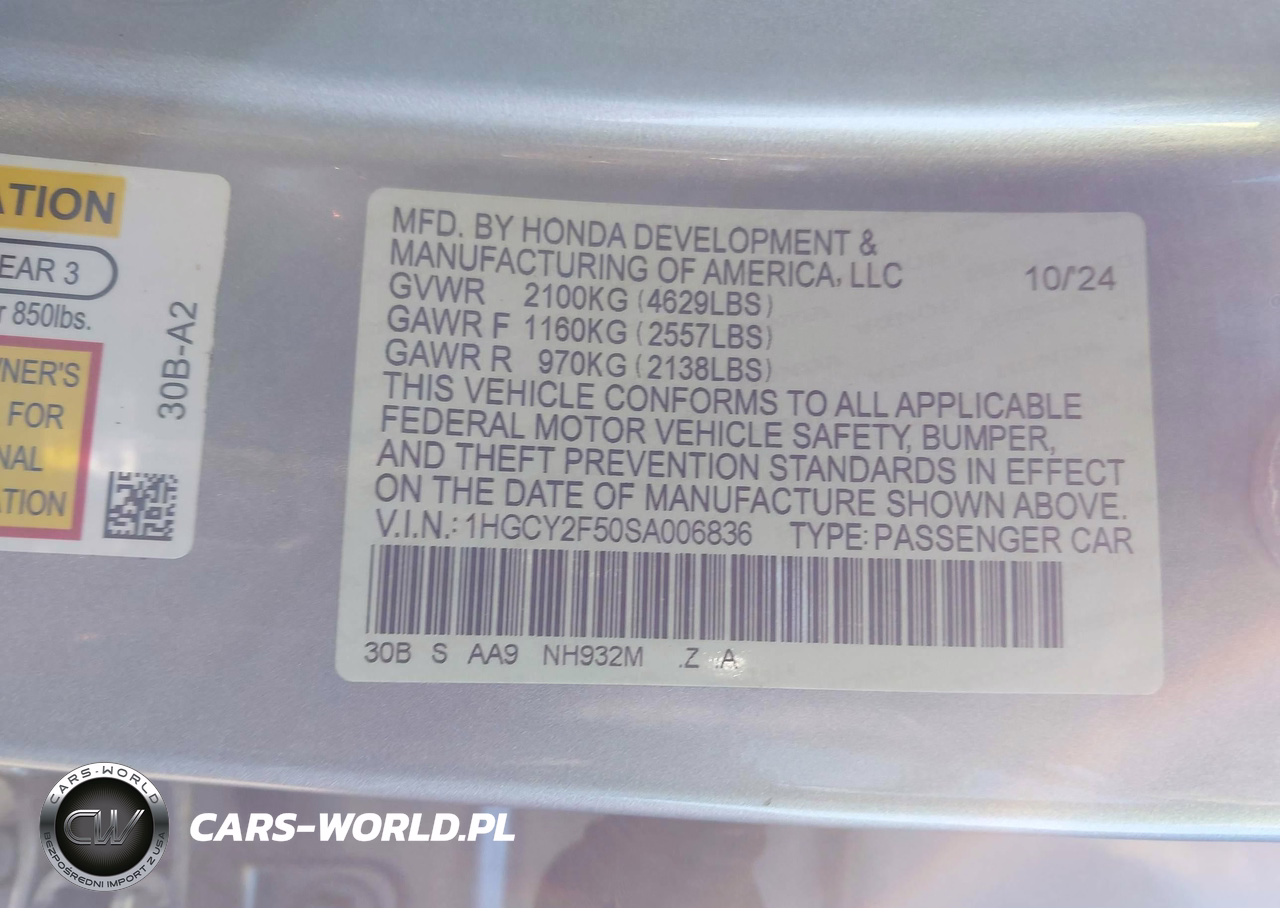 ATION
EAR 3
850lbs.
NER'S
FOR
NAL
ATION
30B-A2
MFD. BY HONDA DEVELOPMENT &
MANUFACTURING OF AMERICA, LLC 10/'24
GVWR 2100KG (4629LBS)
GAWR F 1160KG (2557LBS)
GAWR R 970KG (2138LBS)
THIS VEHICLE CONFORMS TO ALL APPLICABLE
FEDERAL MOTOR VEHICLE SAFETY, BUMPER,
AND THEFT PREVENTION STANDARDS IN EFFECT
ON THE DATE OF MANUFACTURE SHOWN ABOVE.
V.I.N.: 1HGCY2F50SA006836 TYPE: PASSENGER CAR
30B S AA9 NH932M .Z .A
CARS-WORLD
CW
BEZPOŚREDNI IMPORT Z USA
CARS-WORLD.PL